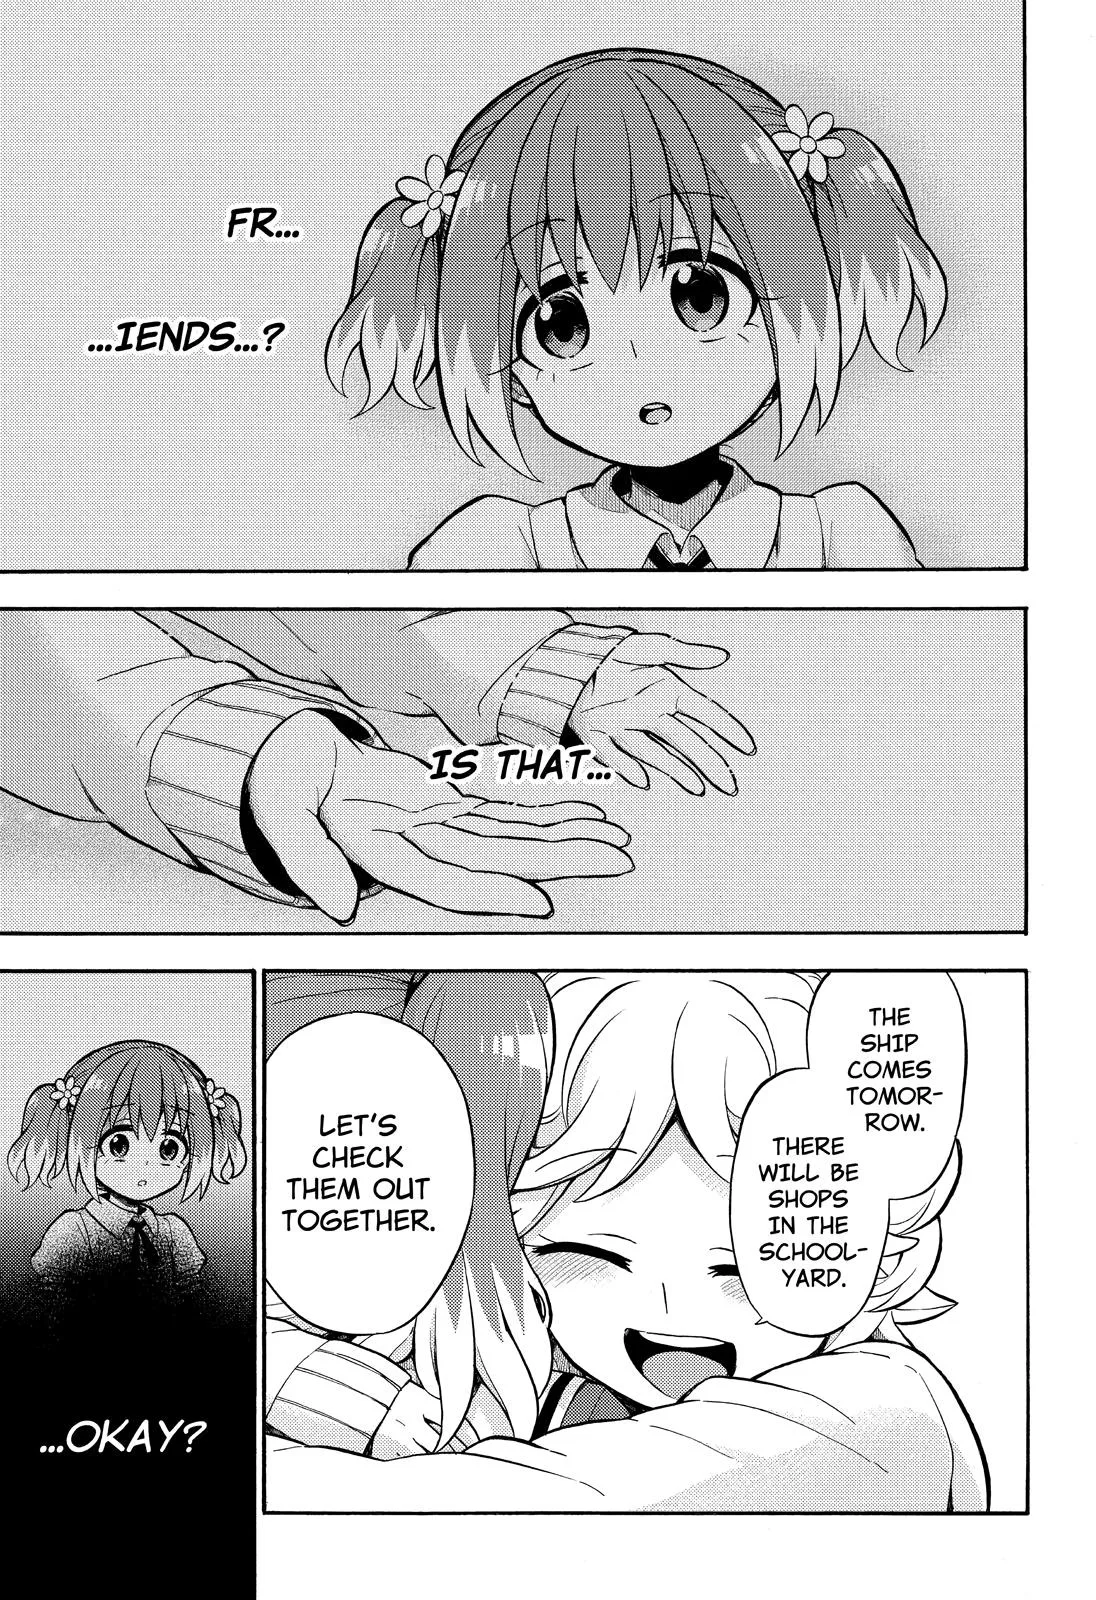 FR...
...IENDS...?
IS THAT...
THE
SHIP
COMES
TOMOR-
ROW.
THERE
WILL BE
SHOPS
IN THE
SCHOOL-
YARD.
LET'S
CHECK
THEM OUT
TOGETHER.
...OKAY?